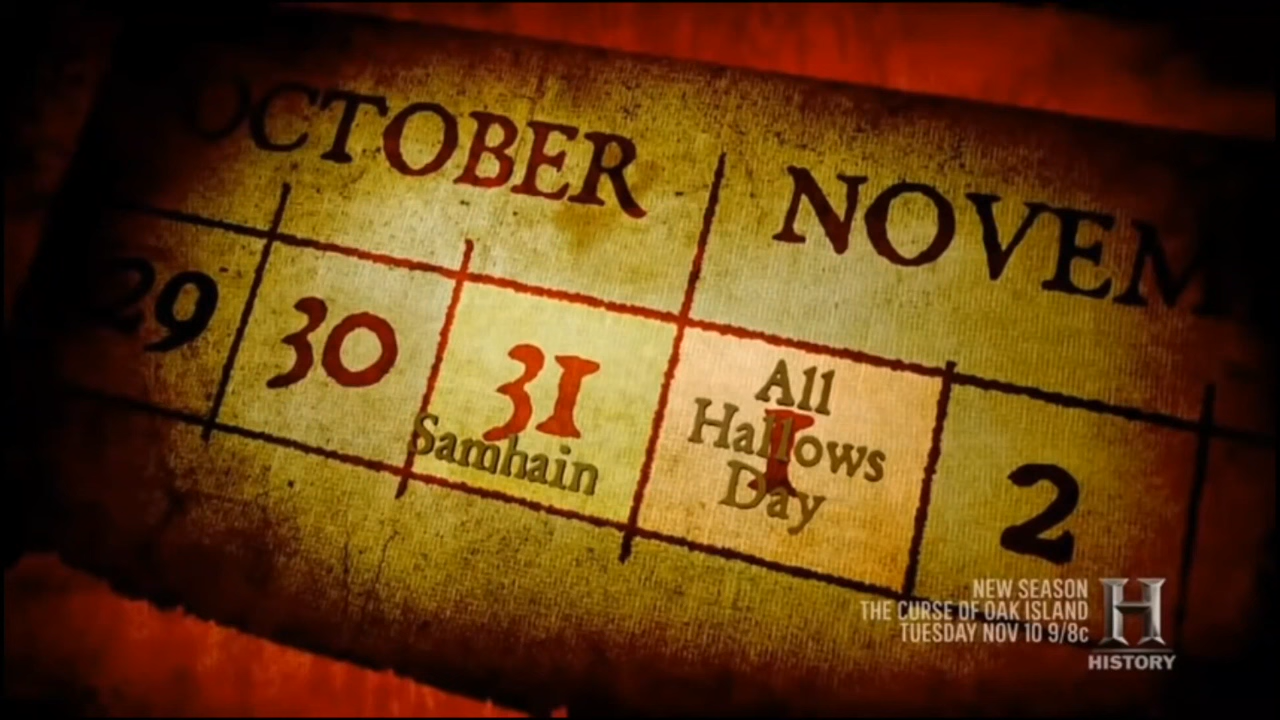 OCTOBER NOVEM
29 30 31 1 2
Samhain
All
Hallows
Day
NEW SEASON
THE CURSE OF OAK ISLAND
TUESDAY NOV 10 9/8c
H
HISTORY